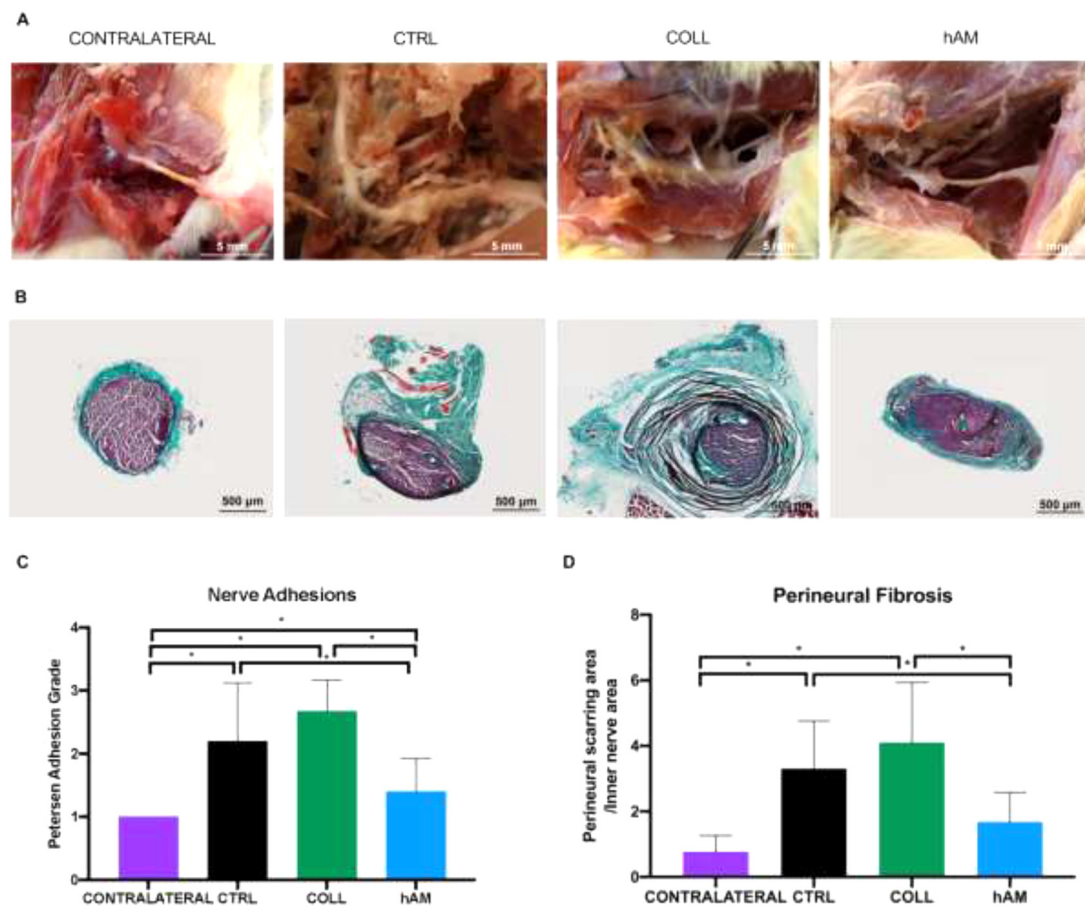 A
CONTRALATERAL CTRL COLL hAM
5 mm 5 mm 5 mm 5 mm
B
500 µm 500 µm 500 µm 500 µm
C
Nerve Adhesions
Petersen Adhesion Grade
4
3
2
1
0
* * * * *
CONTRALATERAL CTRL COLL hAM
D
Perineural Fibrosis
Perineural scarring area
/Inner nerve area
8
6
4
2
0
* * * *
CONTRALATERAL CTRL COLL hAM